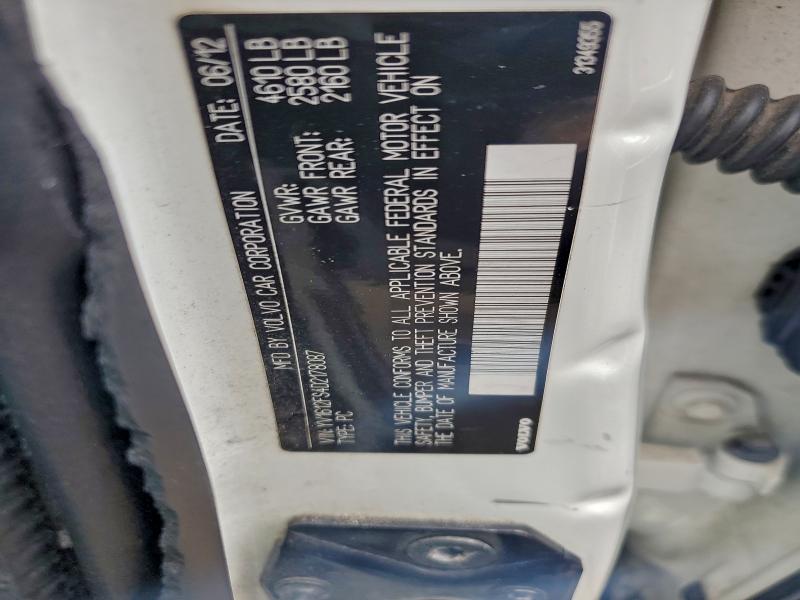 MFD BY: VOLVO CAR CORPORATION DATE: 06/12
GVWR: 4610 LB
GAWR FRONT: 2580 LB
GAWR REAR: 2160 LB
VIN: YV1612FS4D2178087
TYPE: PC
THIS VEHICLE CONFORMS TO ALL APPLICABLE FEDERAL MOTOR VEHICLE
SAFETY, BUMPER AND THEFT PREVENTION STANDARDS IN EFFECT ON
THE DATE OF MANUFACTURE SHOWN ABOVE.
VOLVO 31349355